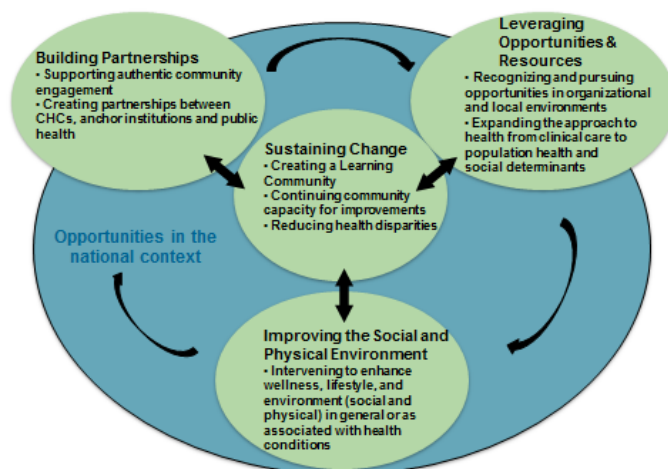 Building Partnerships
• Supporting authentic community
engagement
• Creating partnerships between
CHCs, anchor institutions and public
health
Leveraging
Opportunities &
Resources
• Recognizing and pursuing
opportunities in organizational
and local environments
• Expanding the approach to
health from clinical care to
population health and
social determinants
Sustaining Change
• Creating a Learning
Community
• Continuing community
capacity for improvements
• Reducing health disparities
Opportunities in the
national context
Improving the Social and
Physical Environment
• Intervening to enhance
wellness, lifestyle, and
environment (social and
physical) in general or as
associated with health
conditions